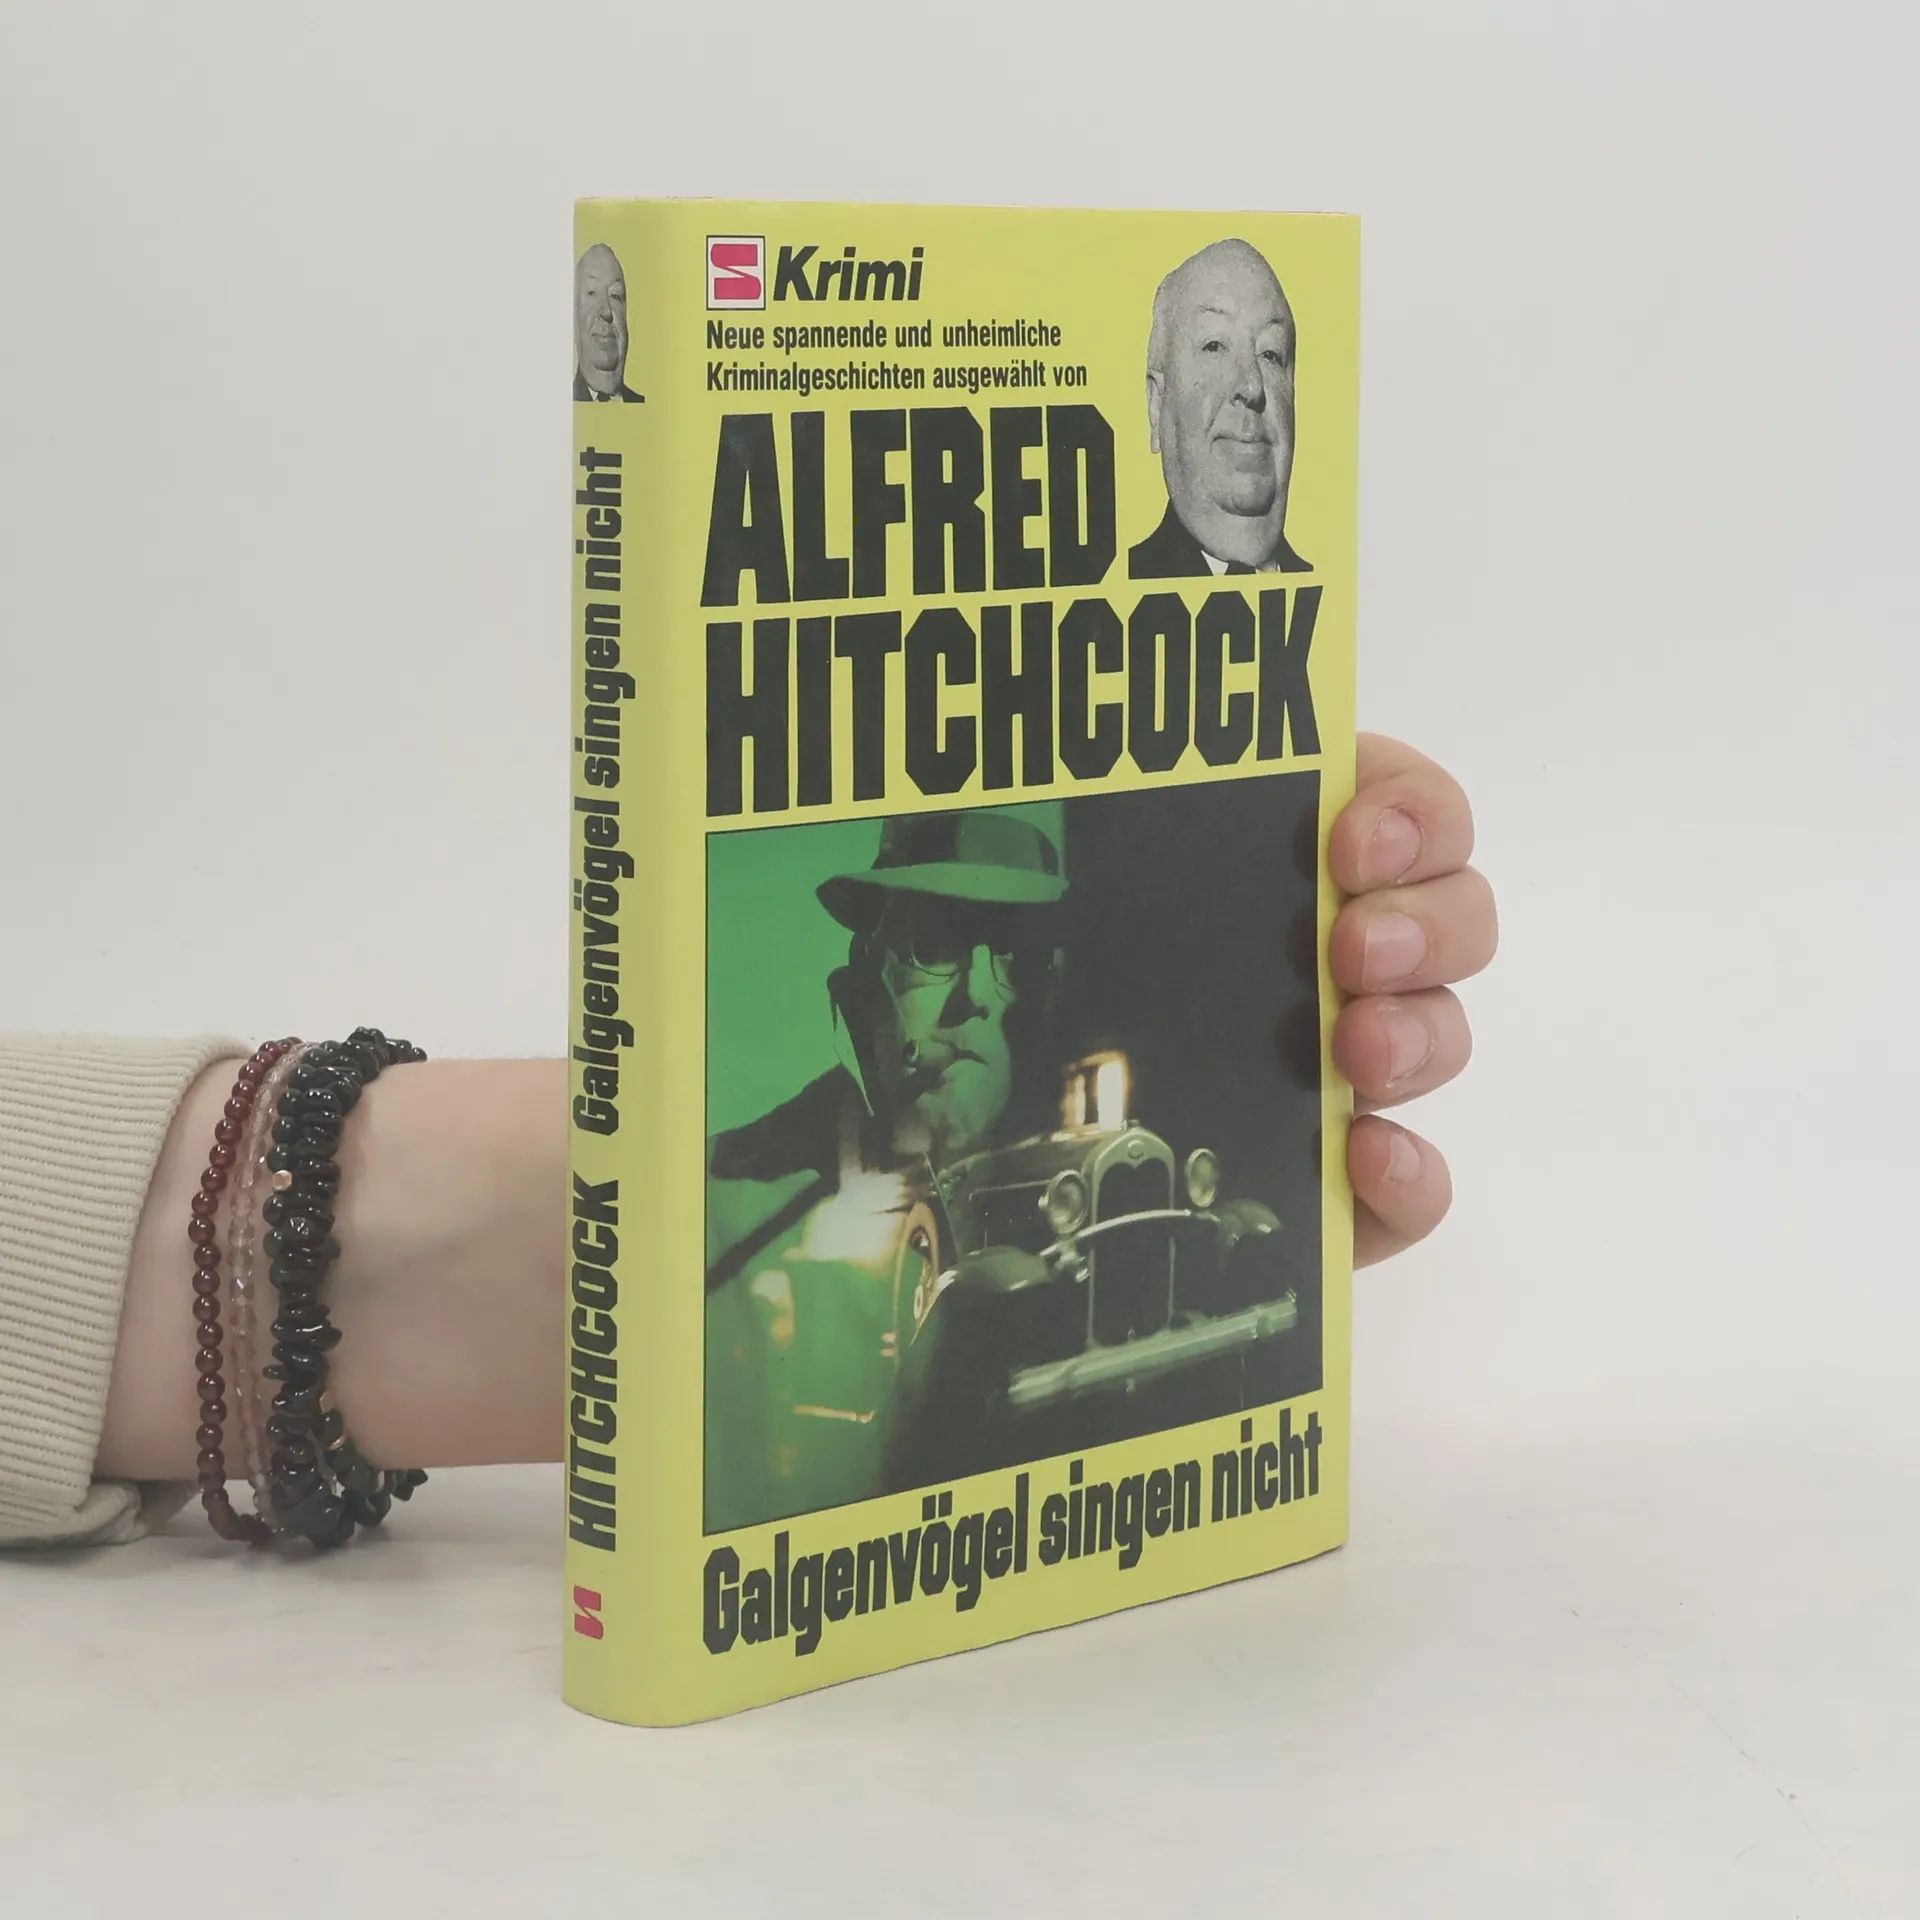 Krimi
Neue spannende und unheimliche
Kriminalgeschichten ausgewählt von
ALFRED
HITCHCOCK
Galgenvögel singen nicht
HITCHCOCK Galgenvögel singen nicht